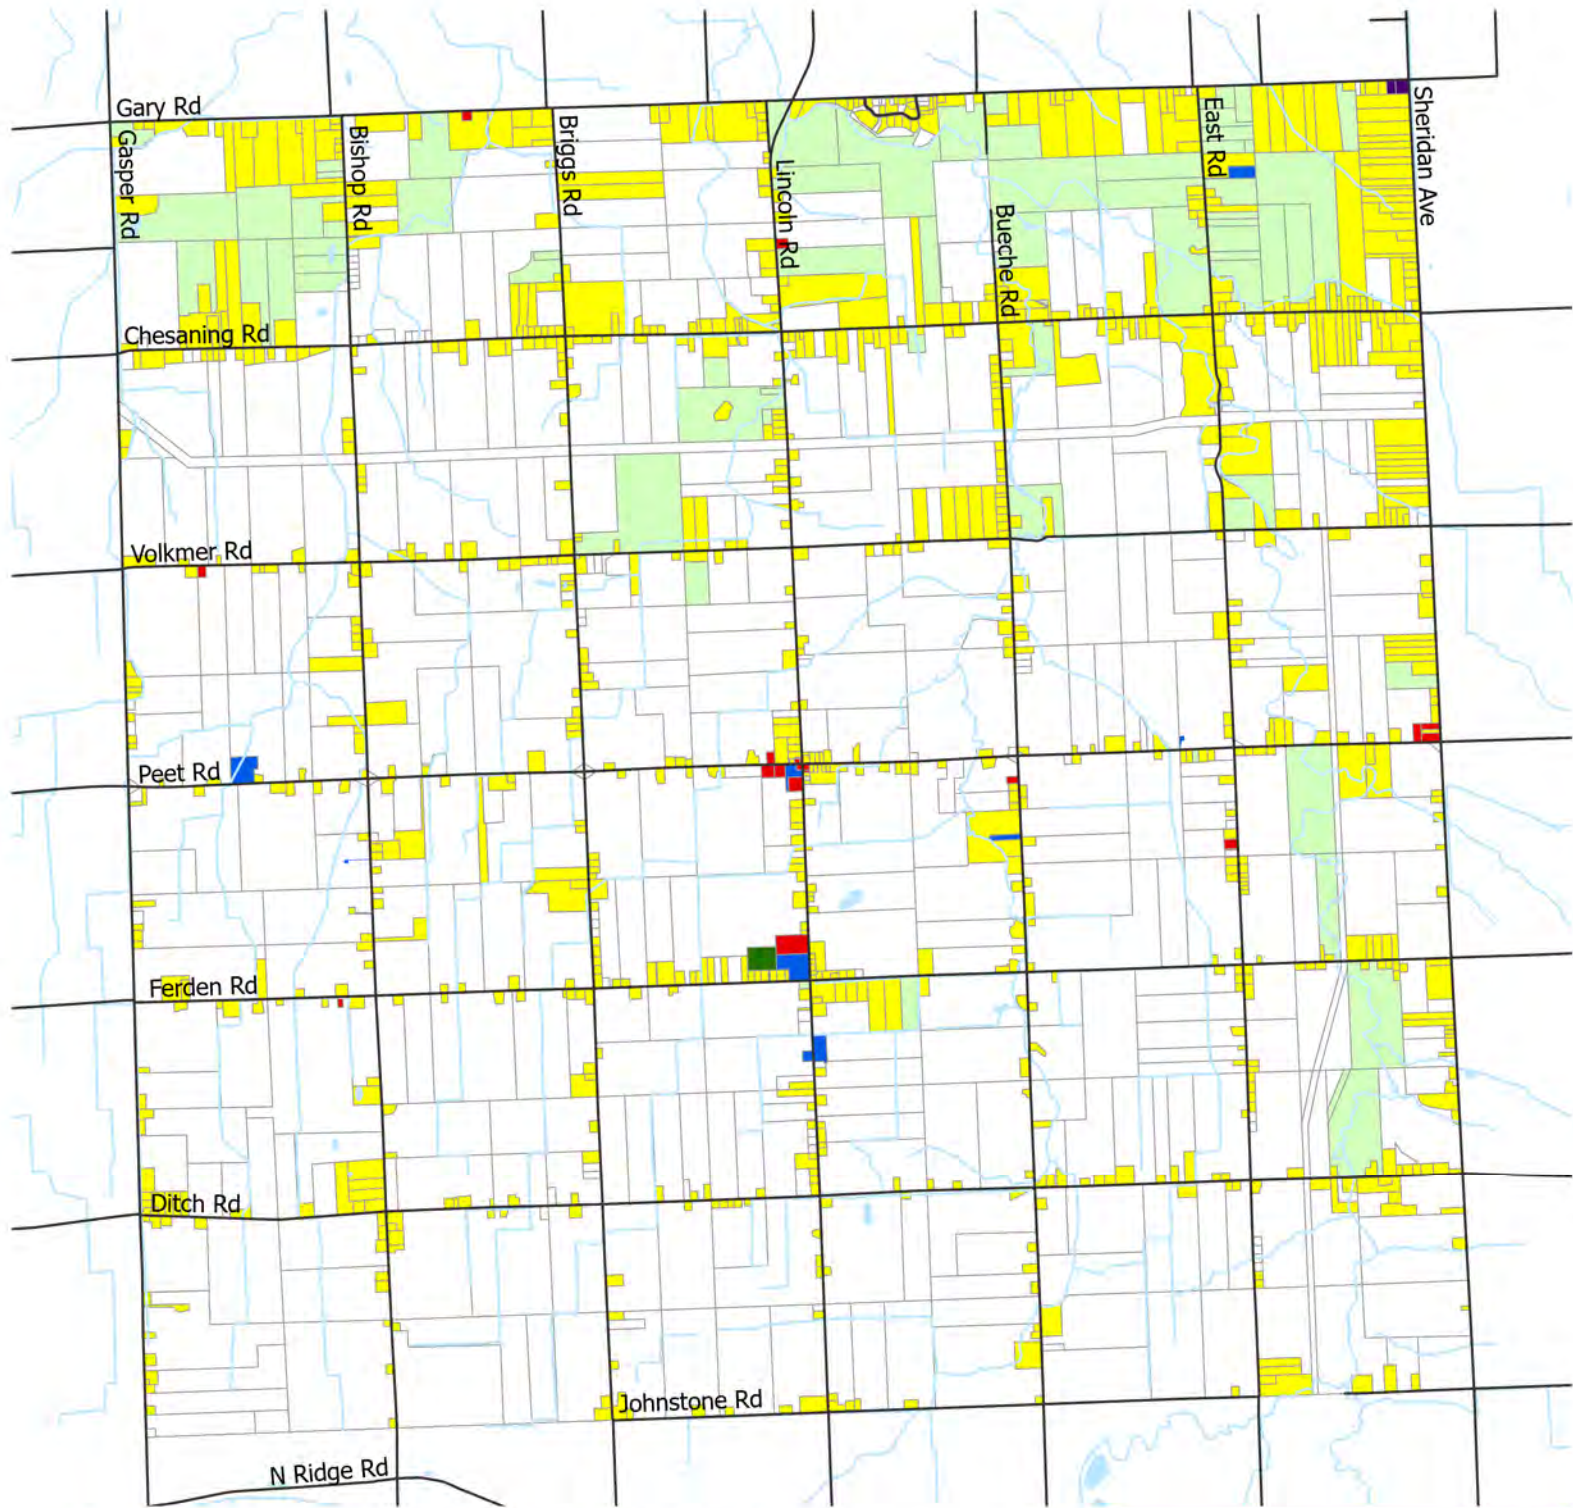 Gary Rd
Gasper Rd
Bishop Rd
Briggs Rd
Lincoln Rd
Bueche Rd
East Rd
Sheridan Ave
Chesaning Rd
Volkmer Rd
Peet Rd
Ferden Rd
Ditch Rd
Johnstone Rd
N Ridge Rd